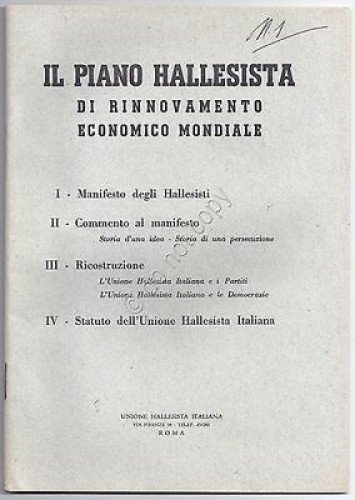 N. 1
IL PIANO HALLESISTA
DI RINNOVAMENTO
ECONOMICO MONDIALE
I - Manifesto degli Hallesisti
II - Commento al manifesto
Storia d'una idea - Storia di una persecuzione
III - Ricostruzione
L'Unione Hallesista Italiana e i Partiti
L'Unione Hallesista Italiana e le Democrazie
IV - Statuto dell'Unione Hallesista Italiana
UNIONE HALLESISTA ITALIANA
ROMA